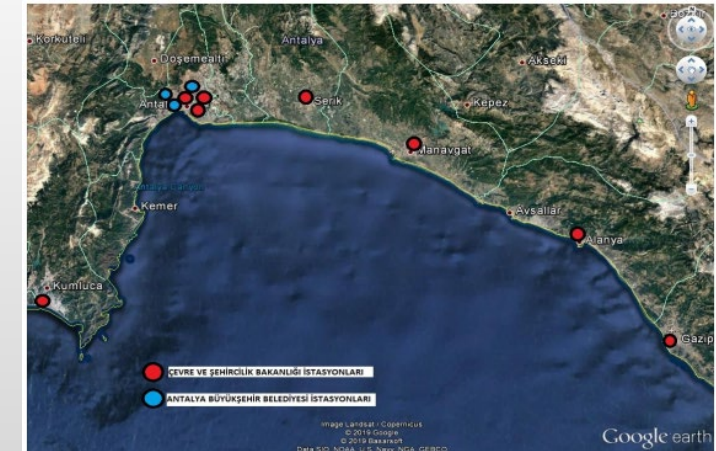 Korkuteli
Antalya
Döşemealtı
Akseki
Antal
Serik
Kepez
Manavgat
Kemer
Avsallar
Alanya
Kumluca
Gazip
ÇEVRE VE ŞEHİRCİLİK BAKANLIĞI İSTASYONLARI
ANTALYA BÜYÜKŞEHİR BELEDİYESİ İSTASYONLARI
Image Landsat / Copernicus
© 2019 Google
© 2019 Basarsoft
Data SIO, NOAA, U.S. Navy, NGA, GEBCO
Google earth